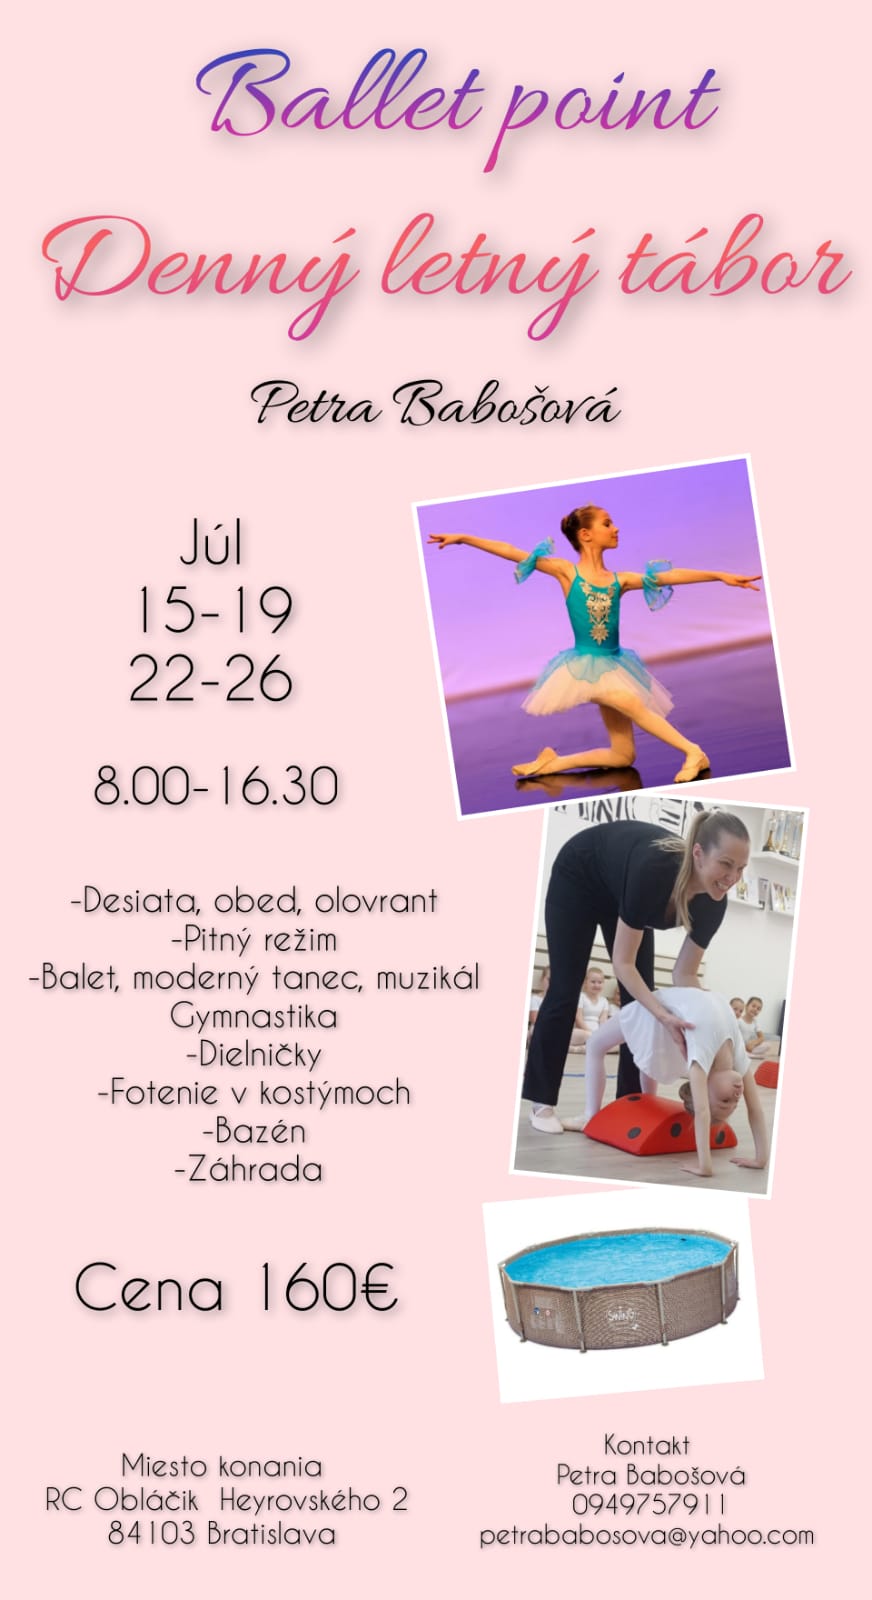 Ballet point
Denný letný tábor
Petra Babošová
Júl
15-19
22-26
8.00-16.30
-Desiata, obed, olovrant
-Pitný režim
-Balet, moderný tanec, muzikál
Gymnastika
-Dielničky
-Fotenie v kostýmoch
-Bazén
-Záhrada
Cena 160€
Miesto konania
RC Obláčik Heyrovského 2
84103 Bratislava
Kontakt
Petra Babošová
0949757911
petrababosova@yahoo.com